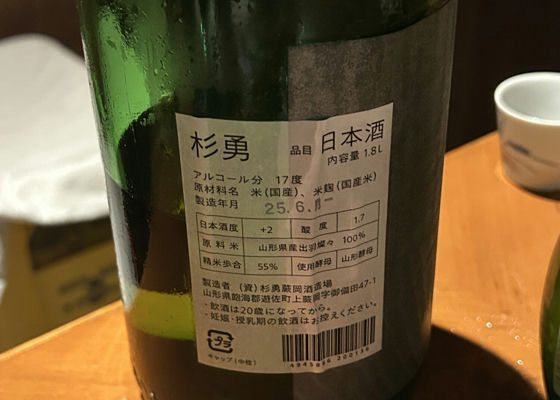 杉勇 品目 日本酒
内容量 1.8L
アルコール分 17度
原材料名 米(国産)、米麹(国産米)
製造年月 25.6.
日本酒度 +2 酸度 1.7
原料米 山形県産出羽燦々 100%
精米歩合 55% 使用酵母 山形酵母
製造者 (資)杉勇蕨岡酒造場
山形県飽海郡遊佐町上蕨岡字御備田47-1
・飲酒は20歳になってから。
・妊娠・授乳期の飲酒はお控えください。
プラ
キャップ(中栓)